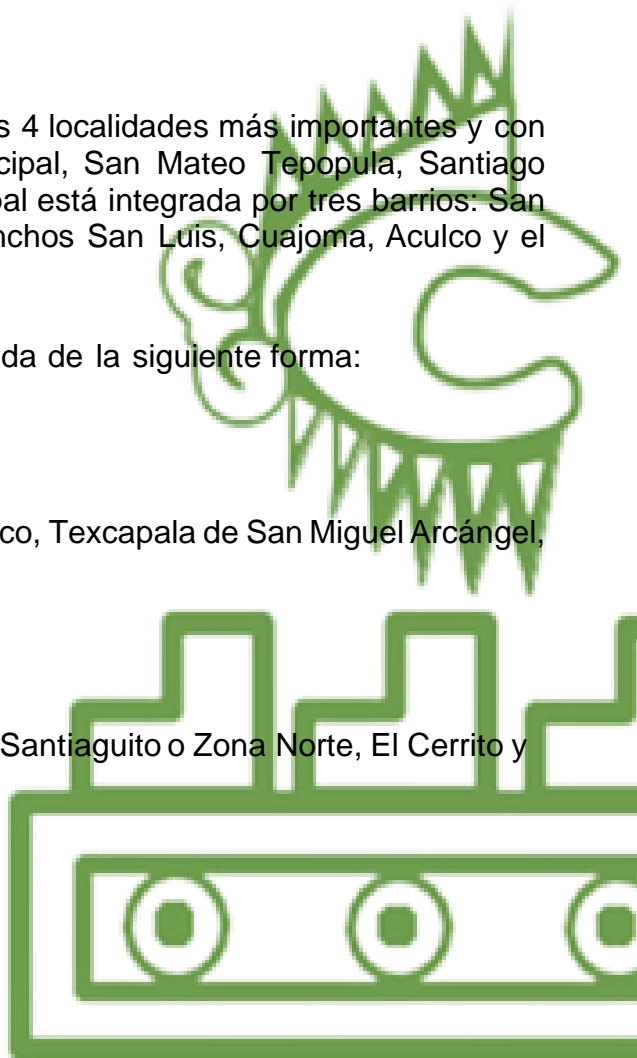 s 4 localidades más importantes y con
cipal, San Mateo Tepopula, Santiago
pal está integrada por tres barrios: San
nchos San Luis, Cuajoma, Aculco y el
da de la siguiente forma:
co, Texcapala de San Miguel Arcángel,
Santiaguito o Zona Norte, El Cerrito y